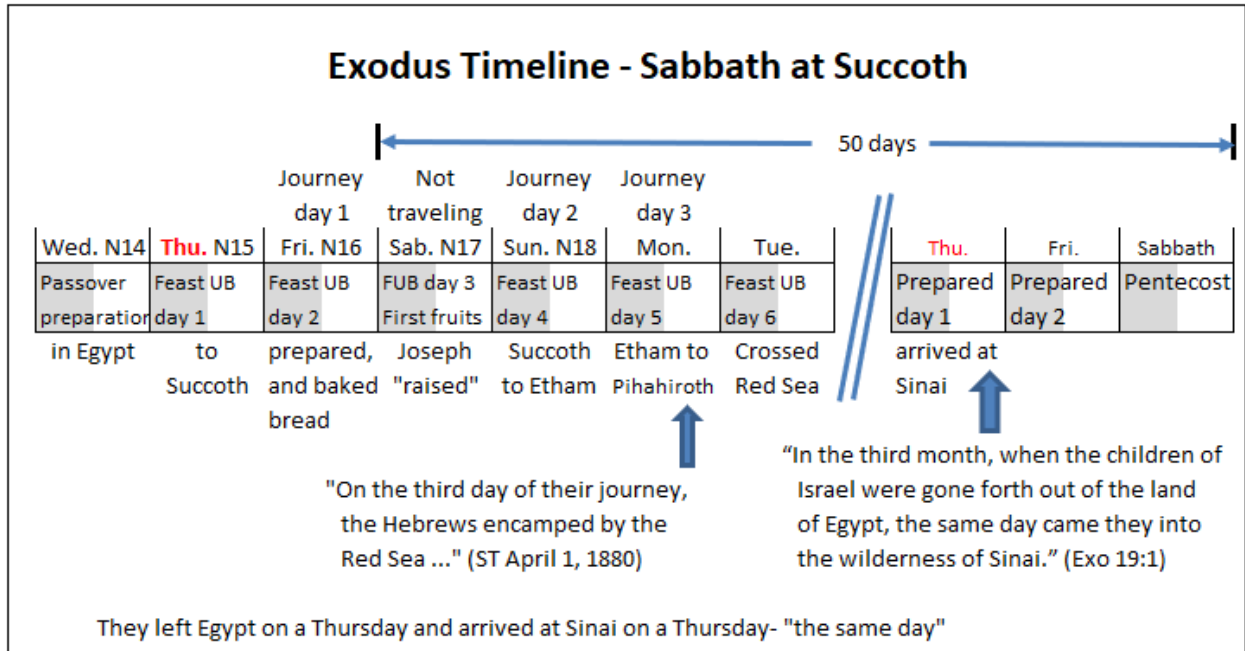 Exodus Timeline - Sabbath at Succoth
50 days
Journey day 1
Not traveling
Journey day 2
Journey day 3
Wed. N14
Thu. N15
Fri. N16
Sab. N17
Sun. N18
Mon.
Tue.
Thu.
Fri.
Sabbath
Passover
preparation
Feast UB
day 1
Feast UB
day 2
FUB day 3
First fruits
Feast UB
day 4
Feast UB
day 5
Feast UB
day 6
Prepared
day 1
Prepared
day 2
Pentecost
in Egypt
to
Succoth
prepared,
and baked
bread
Joseph
"raised"
Succoth
to Etham
Etham to
Pihahiroth
Crossed
Red Sea
arrived at
Sinai
"On the third day of their journey,
the Hebrews encamped by the
Red Sea ..." (ST April 1, 1880)
“In the third month, when the children of
Israel were gone forth out of the land
of Egypt, the same day came they into
the wilderness of Sinai.” (Exo 19:1)
They left Egypt on a Thursday and arrived at Sinai on a Thursday- "the same day"